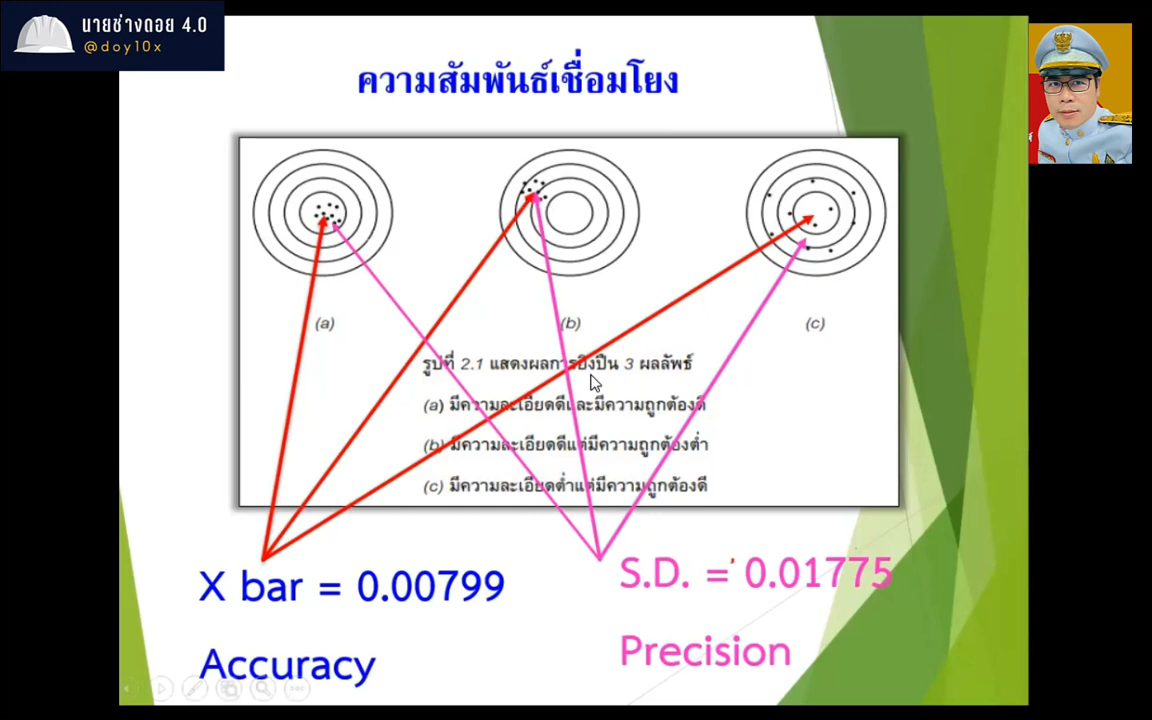 นายช่างดอย 4.0
@doy10x
ความสัมพันธ์เชื่อมโยง
(a)
(b)
(c)
รูปที่ 2.1 แสดงผลการยิงปืน 3 ผลลัพธ์
(a) มีความละเอียดดีและมีความถูกต้องดี
(b) มีความละเอียดดีแต่มีความถูกต้องต่ำ
(c) มีความละเอียดต่ำแต่มีความถูกต้องดี
X bar = 0.00799
S.D. = 0.01775
Accuracy
Precision